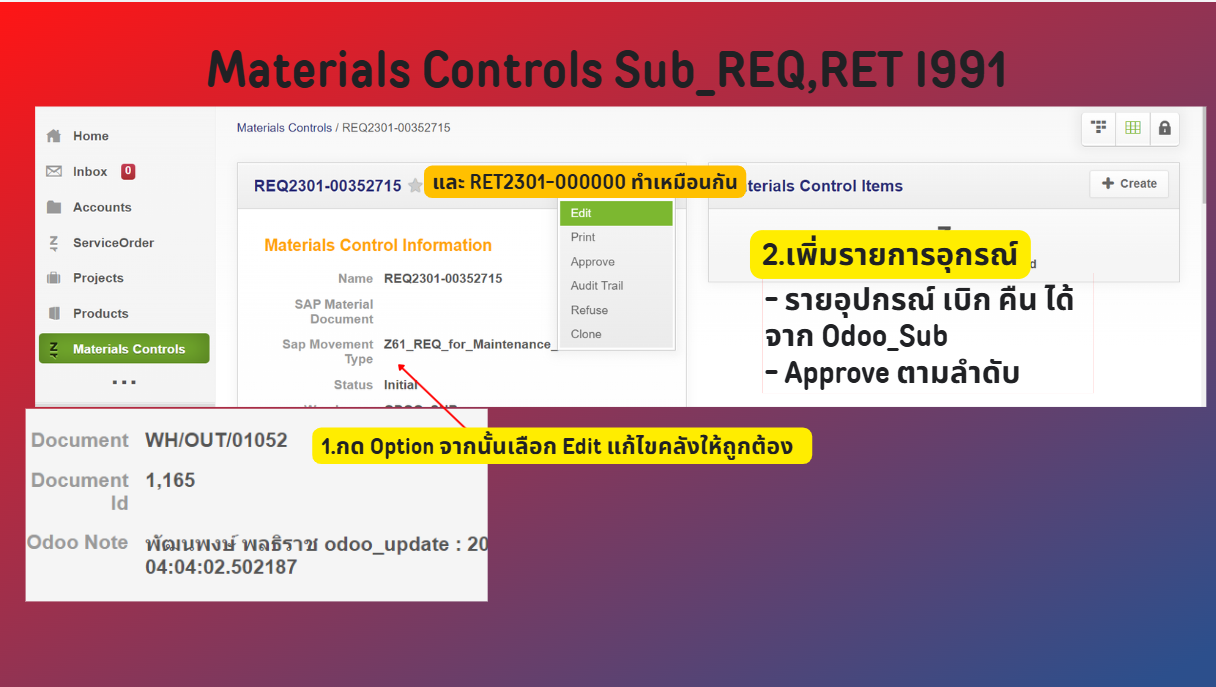 Materials Controls Sub_REQ,RET I991
Home
Inbox 0
Accounts
ServiceOrder
Projects
Products
Materials Controls
...
Materials Controls / REQ2301-00352715
REQ2301-00352715
และ RET2301-000000 ทำเหมือนกัน
Edit
Print
Approve
Audit Trail
Refuse
Clone
Materials Control Information
Name REQ2301-00352715
SAP Material
Document
Sap Movement
Type
Z61_REQ_for_Maintenance_
Status Initial
terials Control Items
Create
2.เพิ่มรายการอุกรณ์
- รายอุปกรณ์ เบิก คืน ได้
จาก Odoo_Sub
- Approve ตามลำดับ
1.กด Option จากนั้นเลือก Edit แก้ไขคลังให้ถูกต้อง
Document WH/OUT/01052
Document
Id
1,165
Odoo Note พัฒนพงษ์ พลธิราช odoo_update : 20
04:04:02.502187